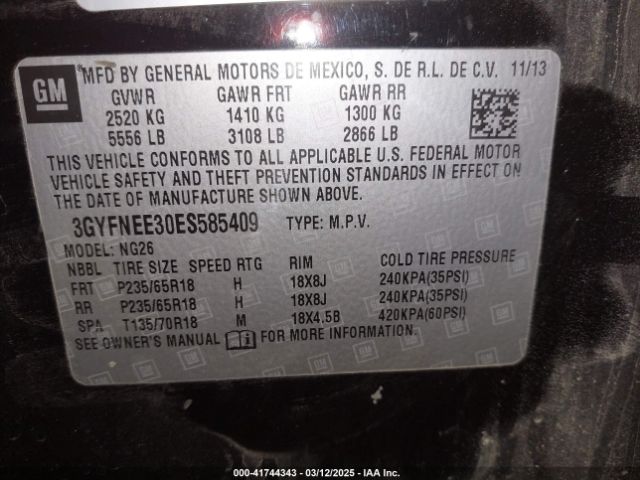 GM
MFD BY GENERAL MOTORS DE MEXICO, S. DE R.L. DE C.V. 11/13
GVWR GAWR FRT GAWR RR
2520 KG 1410 KG 1300 KG
5556 LB 3108 LB 2866 LB
THIS VEHICLE CONFORMS TO ALL APPLICABLE U.S. FEDERAL MOTOR
VEHICLE SAFETY AND THEFT PREVENTION STANDARDS IN EFFECT ON
THE DATE OF MANUFACTURE SHOWN ABOVE.
3GYFNEE30ES585409 TYPE: M.P.V.
MODEL: NG26
NBBL TIRE SIZE SPEED RTG RIM COLD TIRE PRESSURE
FRT P235/65R18 H 18X8J 240KPA(35PSI)
RR P235/65R18 H 18X8J 240KPA(35PSI)
SPA T135/70R18 M 18X4.5B 420KPA(60PSI)
SEE OWNER'S MANUAL FOR MORE INFORMATION.
000-41744343 | 03/12/2025 | IAA Inc.